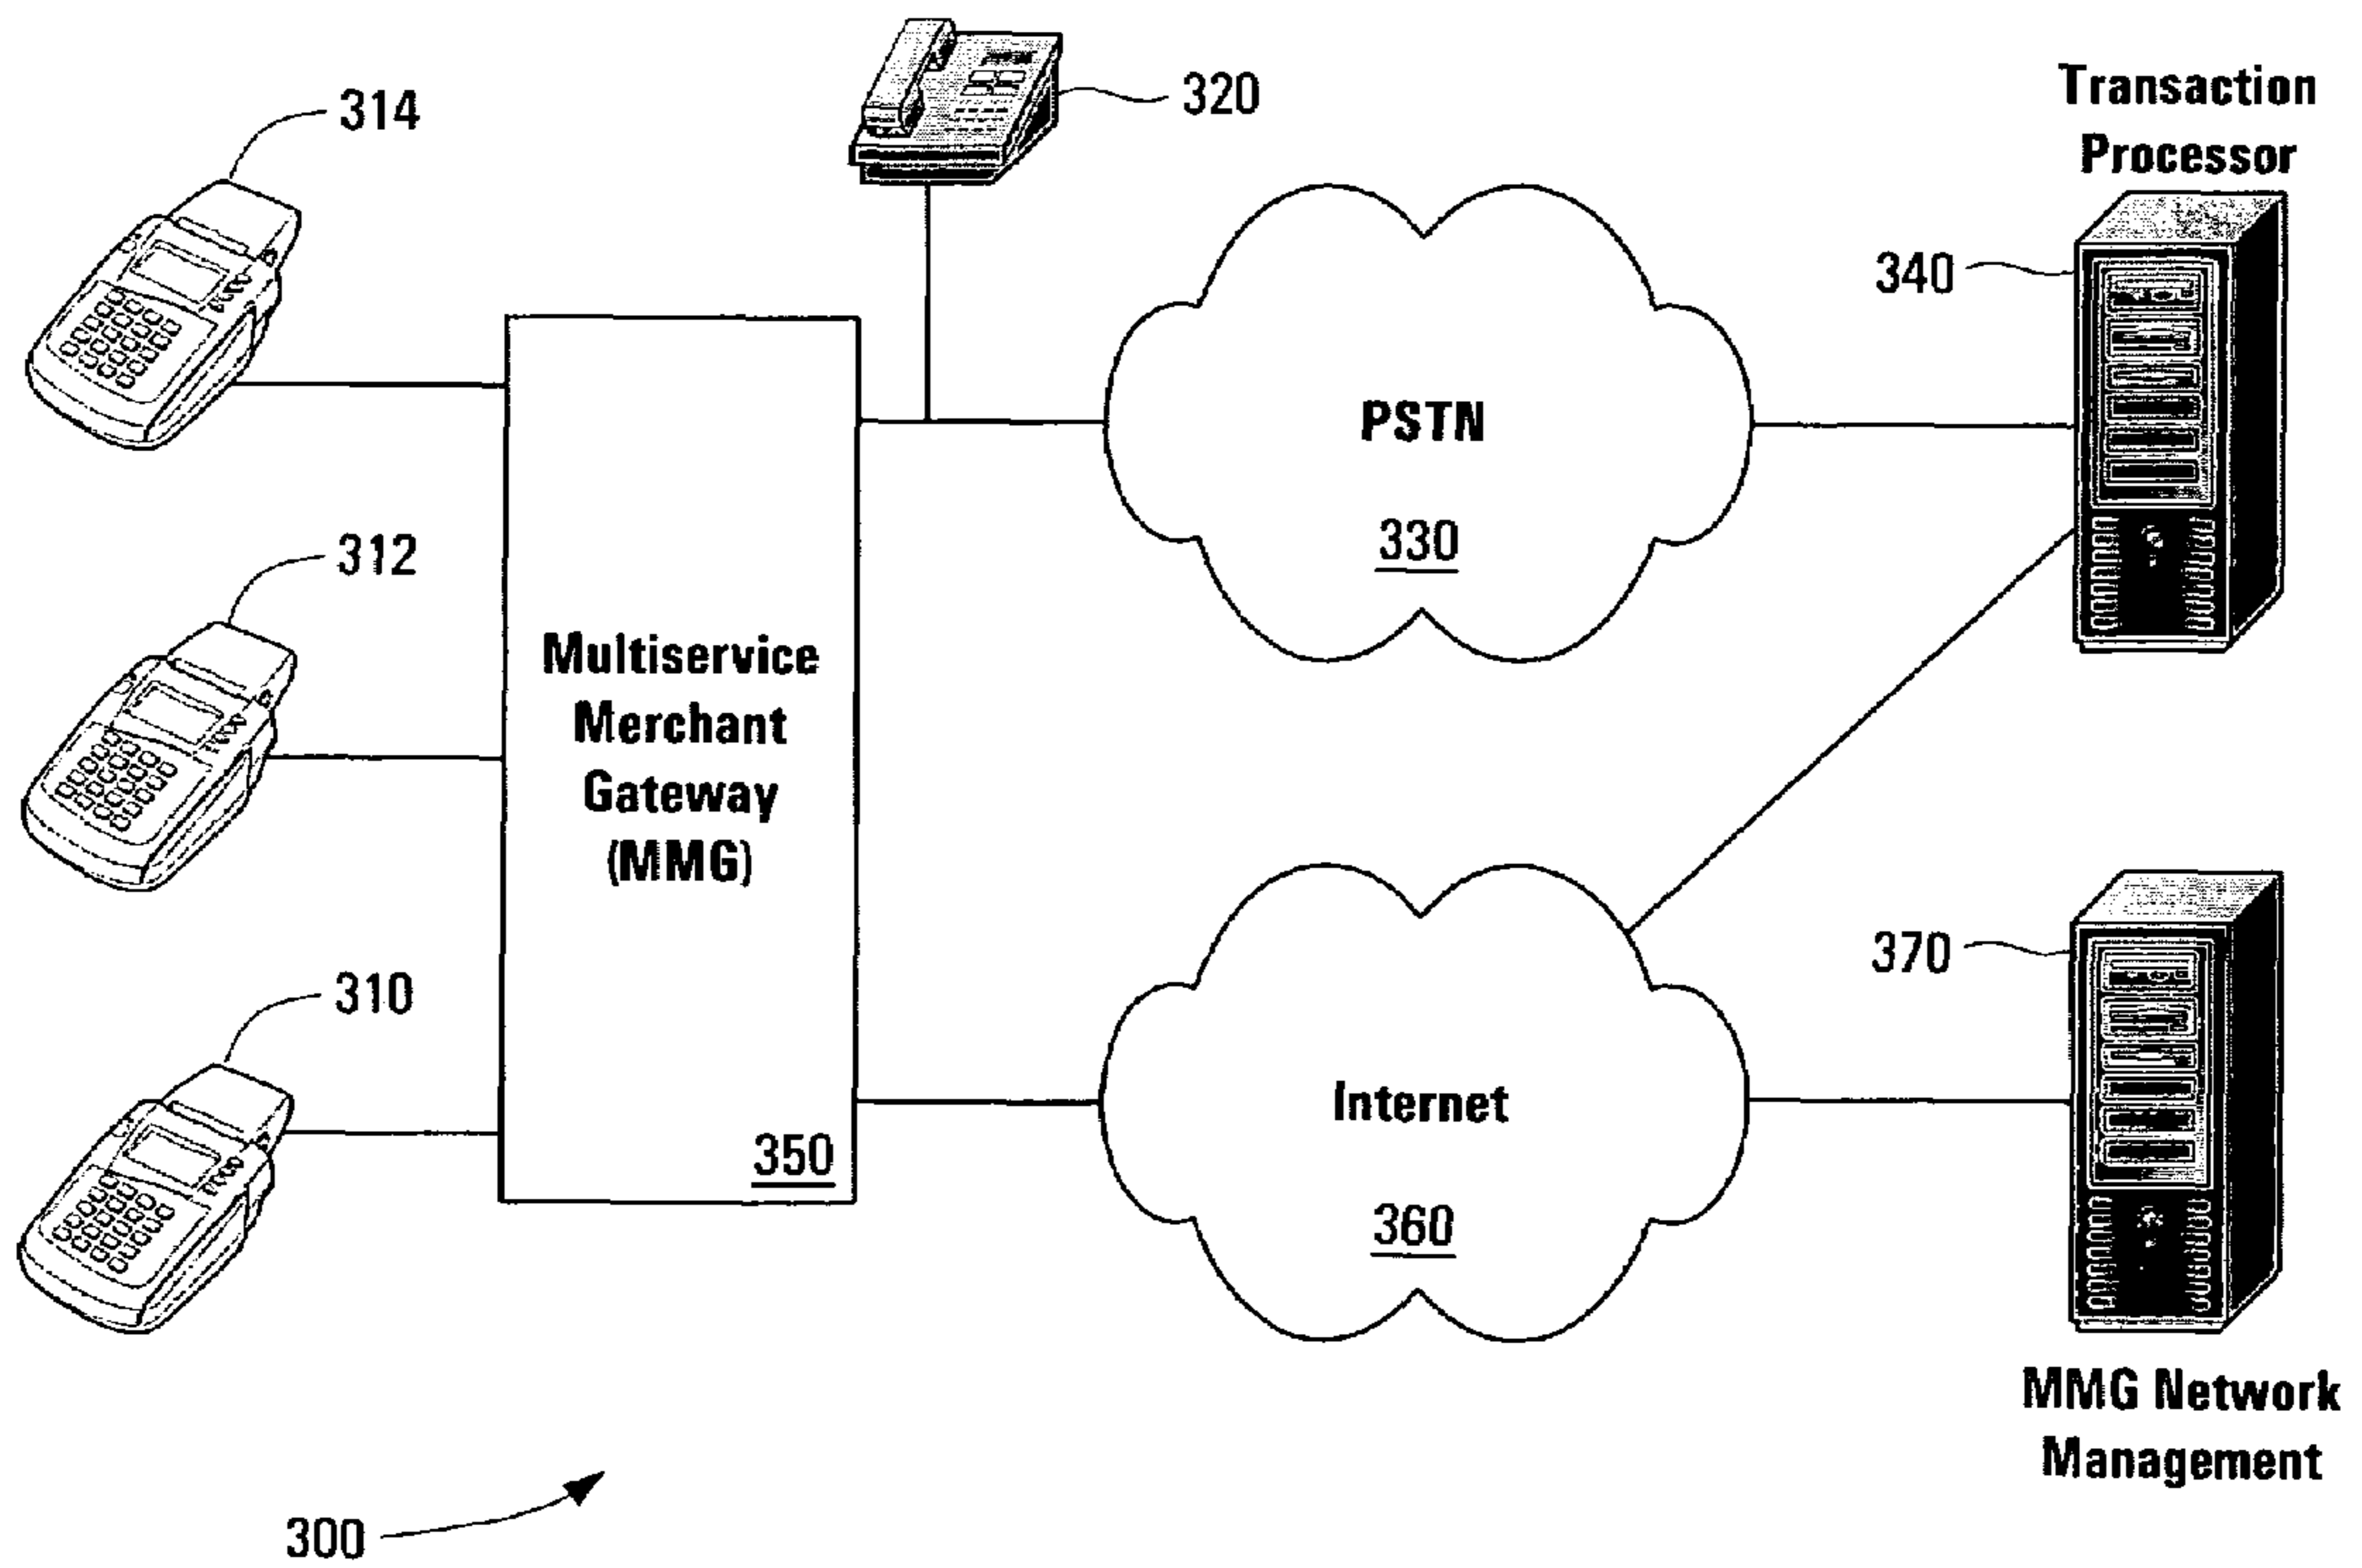 314
320
Transaction
Processor
340
PSTN
330
312
Multiservice
Merchant
Gateway
(MMG)
350
310
Internet
360
370
MMG Network
Management
300